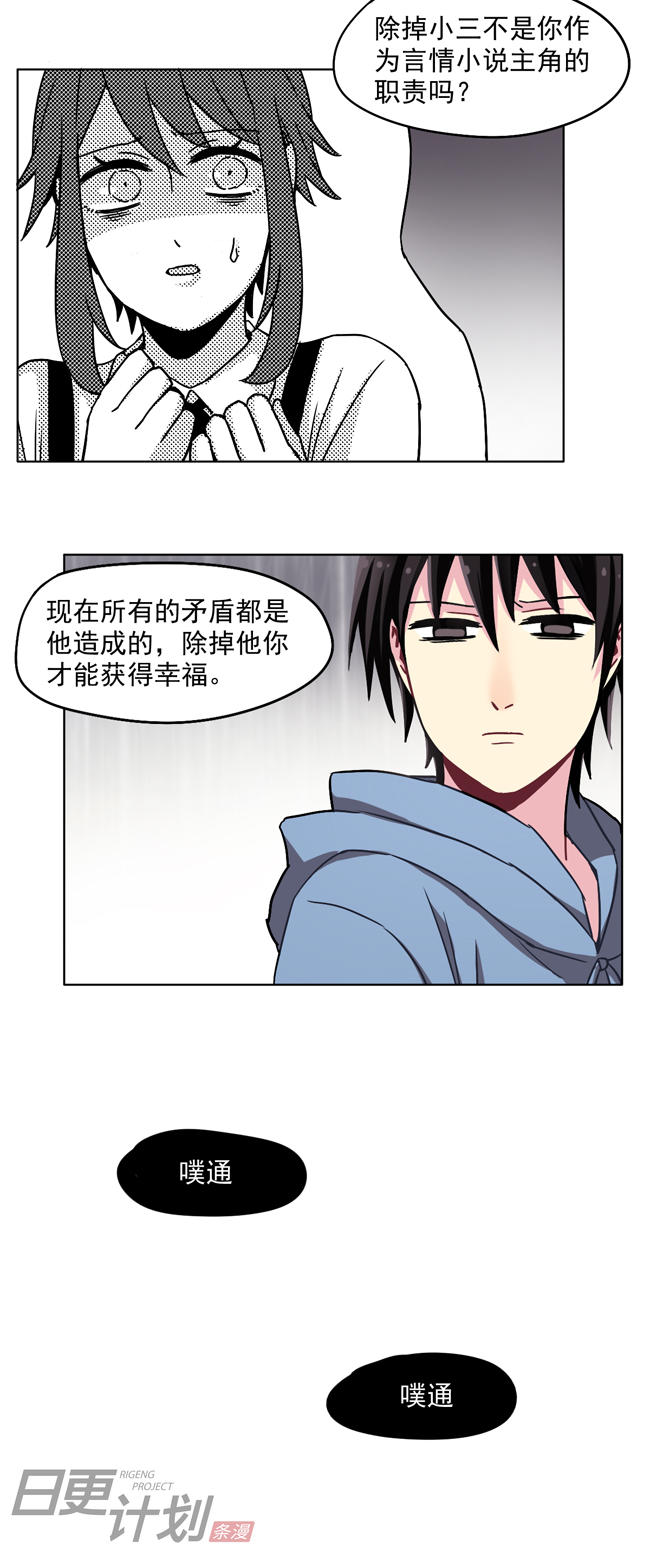 除掉小三不是你作
为言情小说主角的
职责吗？
现在所有的矛盾都是
他造成的，除掉他你
才能获得幸福。
噗通
噗通
日更
RIGENG
PROJECT
计划
条漫